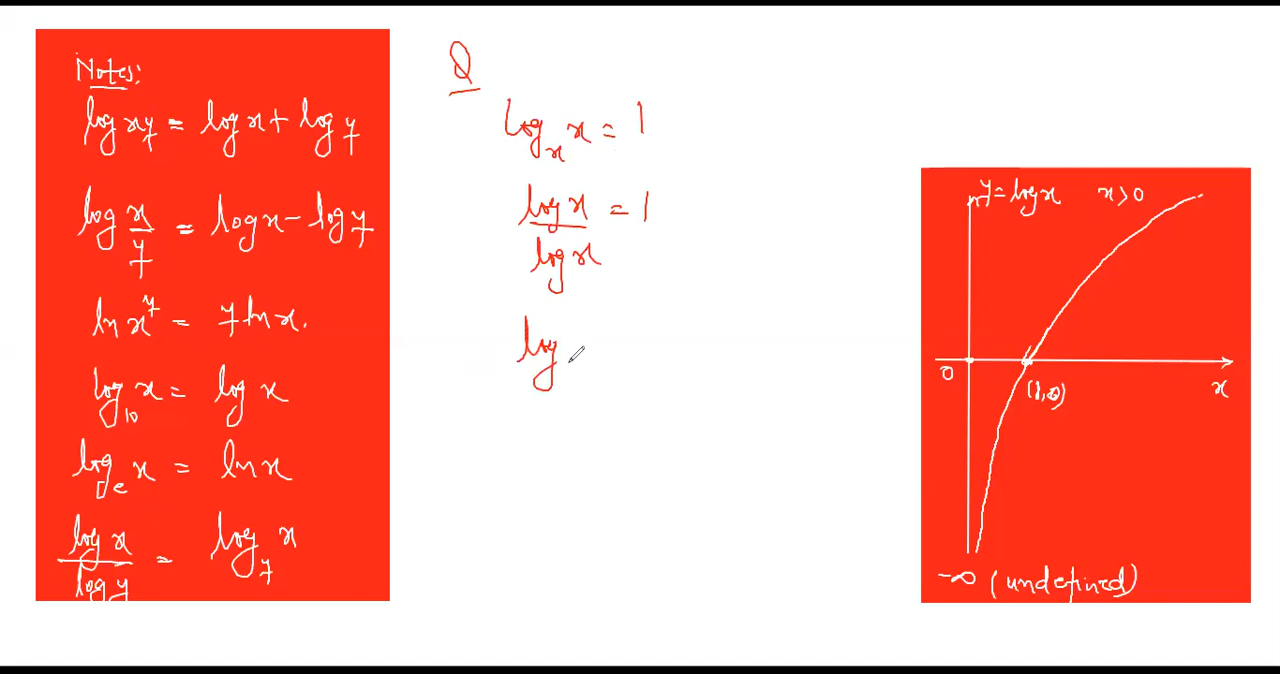 Notes:
log xy = log x + log y
log x/y = log x - log y
ln x^y = y ln x.
log₁₀ x = log x
logₑ x = ln x
log x / log y = log_y x
Q
logₓ x = 1
log x / log x = 1
log
y = log x x > 0
0 (1,0) x
-∞ (undefined)